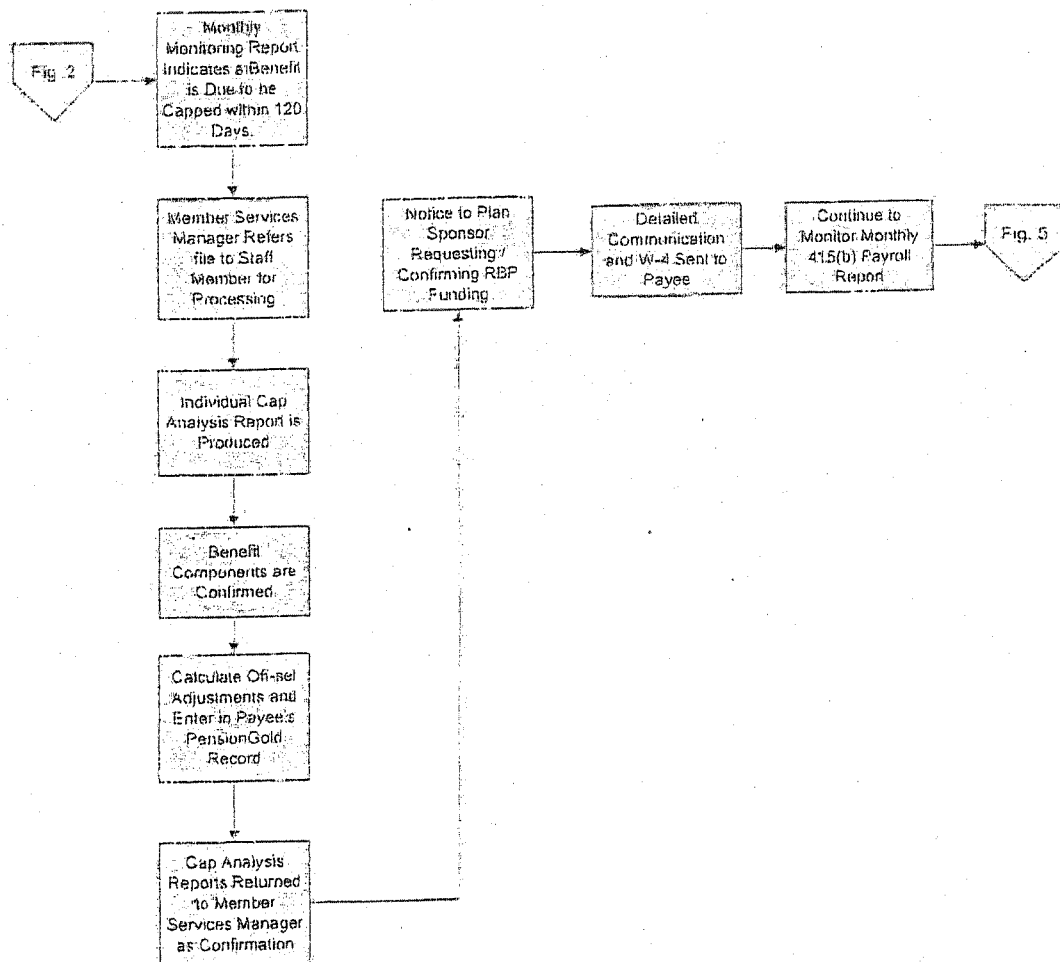 Fig. 2
Monthly
Monitoring Report
Indicates a Benefit
is Due to be
Capped within 120
Days.
Member Services
Manager Refers
file to Staff
Member for
Processing
Individual Cap
Analysis Report is
Produced
Benefit
Components are
Confirmed
Calculate Off-set
Adjustments and
Enter in Payee's
PensionGold
Record
Cap Analysis
Reports Returned
to Member
Services Manager
as Confirmation
Notice to Plan
Sponsor
Requesting /
Confirming RBP
Funding
Detailed
Communication
and W-4 Sent to
Payee
Continue to
Monitor Monthly
415(b) Payroll
Report
Fig. 5